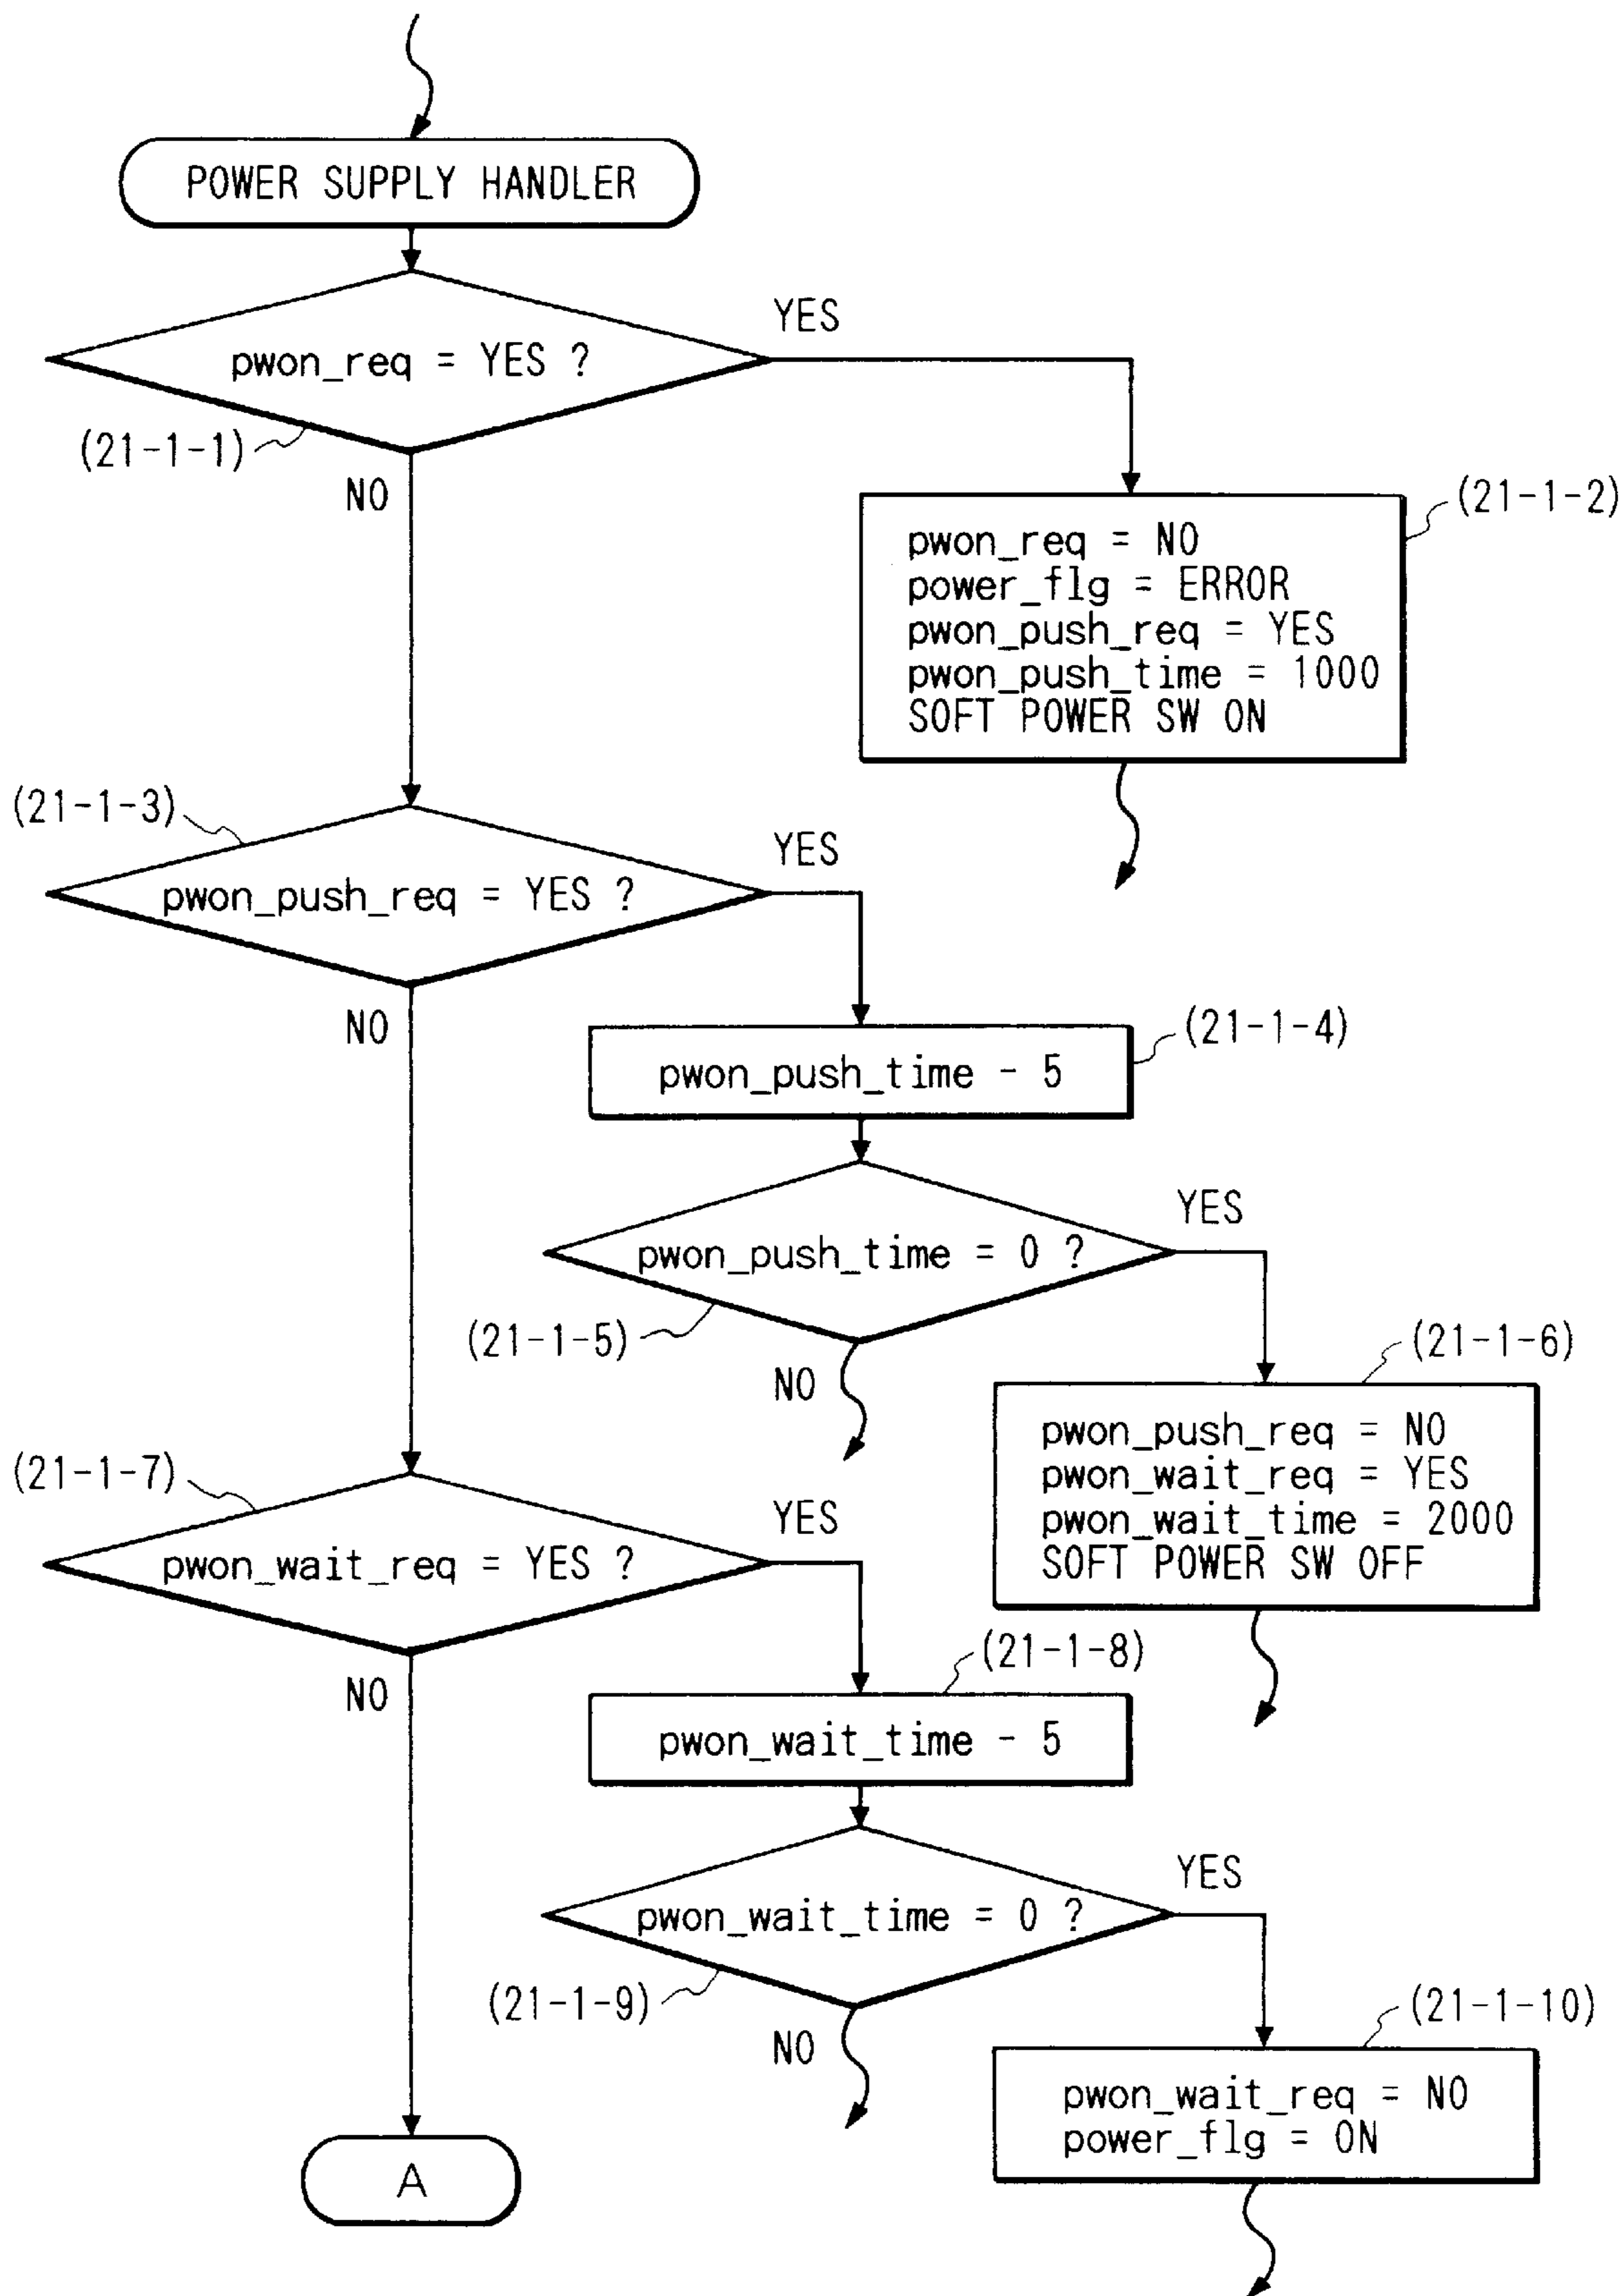 POWER SUPPLY HANDLER
pwon_req = YES ?
YES
(21-1-1)
NO
(21-1-2)
pwon_req = NO
power_flg = ERROR
pwon_push_req = YES
pwon_push_time = 1000
SOFT POWER SW ON
(21-1-3)
pwon_push_req = YES ?
YES
NO
(21-1-4)
pwon_push_time - 5
pwon_push_time = 0 ?
YES
(21-1-5)
NO
(21-1-6)
pwon_push_req = NO
pwon_wait_req = YES
pwon_wait_time = 2000
SOFT POWER SW OFF
(21-1-7)
pwon_wait_req = YES ?
YES
NO
(21-1-8)
pwon_wait_time - 5
pwon_wait_time = 0 ?
YES
(21-1-9)
NO
(21-1-10)
pwon_wait_req = NO
power_flg = ON
A